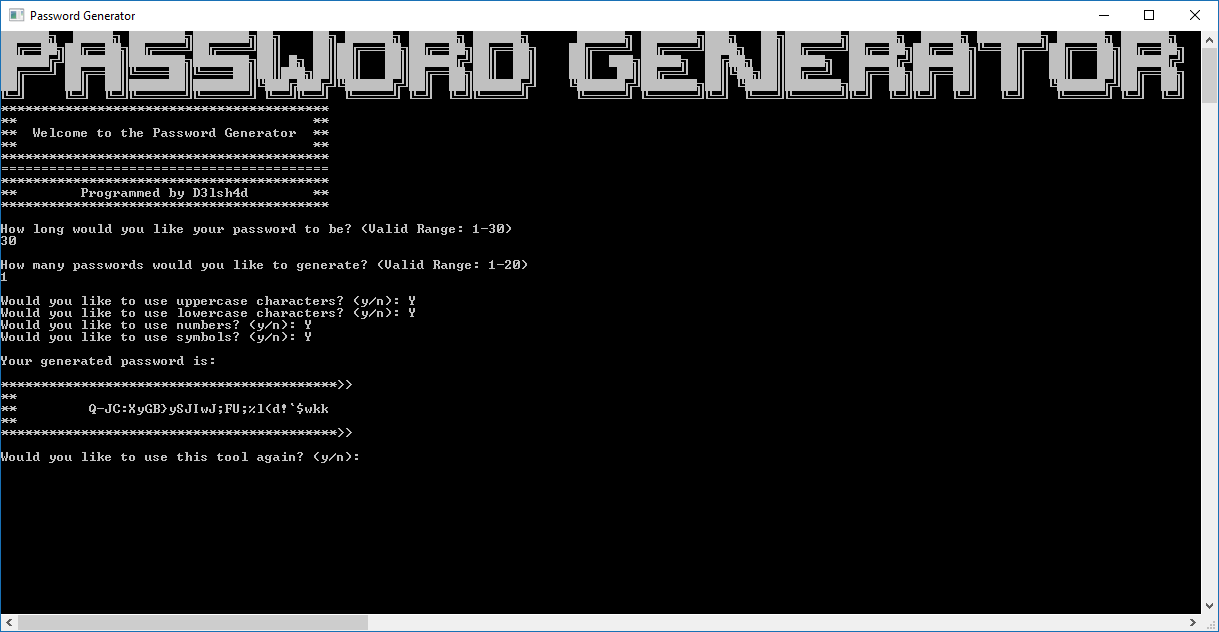 Password Generator
PASSWORD GENERATOR
*****************************************
**                                     **
**  Welcome to the Password Generator  **
**                                     **
*****************************************
=========================================
*****************************************
**        Programmed by D3lsh4d        **
*****************************************
How long would you like your password to be? (Valid Range: 1-30)
30
How many passwords would you like to generate? (Valid Range: 1-20)
1
Would you like to use uppercase characters? (y/n): Y
Would you like to use lowercase characters? (y/n): Y
Would you like to use numbers? (y/n): Y
Would you like to use symbols? (y/n): Y
Your generated password is:
******************************************>>
**
**         Q-JC:XyGB}ySJIwJ;FU;%l(d!`$wkk
**
******************************************>>
Would you like to use this tool again? (y/n):